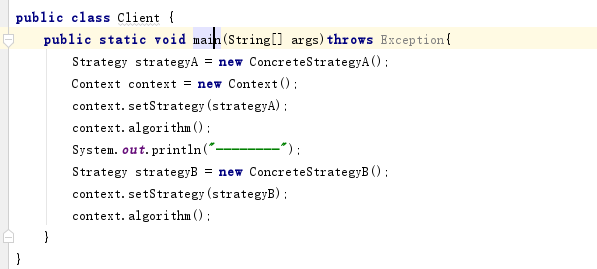 public class Client {
public static void main(String[] args)throws Exception{
Strategy strategyA = new ConcreteStrategyA();
Context context = new Context();
context.setStrategy(strategyA);
context.algorithm();
System.out.println("--------");
Strategy strategyB = new ConcreteStrategyB();
context.setStrategy(strategyB);
context.algorithm();
}
}